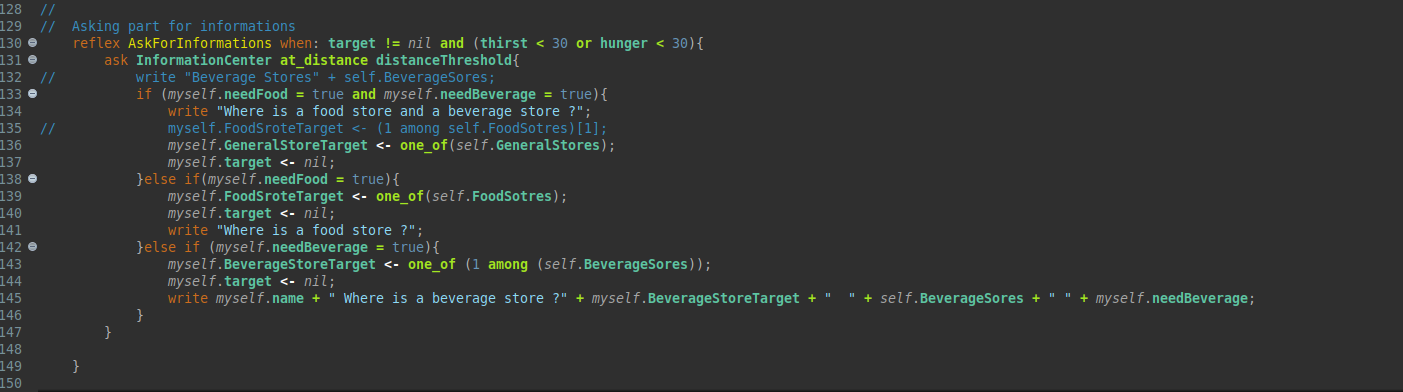 128 //
129 //  Asking part for informations
130     reflex AskForInformations when: target != nil and (thirst < 30 or hunger < 30){
131         ask InformationCenter at_distance distanceThreshold{
132 //          write "Beverage Stores" + self.BeverageSores;
133             if (myself.needFood = true and myself.needBeverage = true){
134                 write "Where is a food store and a beverage store ?";
135 //              myself.FoodSroteTarget <- (1 among self.FoodSotres)[1];
136                 myself.GeneralStoreTarget <- one_of(self.GeneralStores);
137                 myself.target <- nil;
138             }else if(myself.needFood = true){
139                 myself.FoodSroteTarget <- one_of(self.FoodSotres);
140                 myself.target <- nil;
141                 write "Where is a food store ?";
142             }else if (myself.needBeverage = true){
143                 myself.BeverageStoreTarget <- one_of (1 among (self.BeverageSores));
144                 myself.target <- nil;
145                 write myself.name + " Where is a beverage store ?" + myself.BeverageStoreTarget + "  " + self.BeverageSores + " " + myself.needBeverage;
146             }
147         }
148
149     }
150